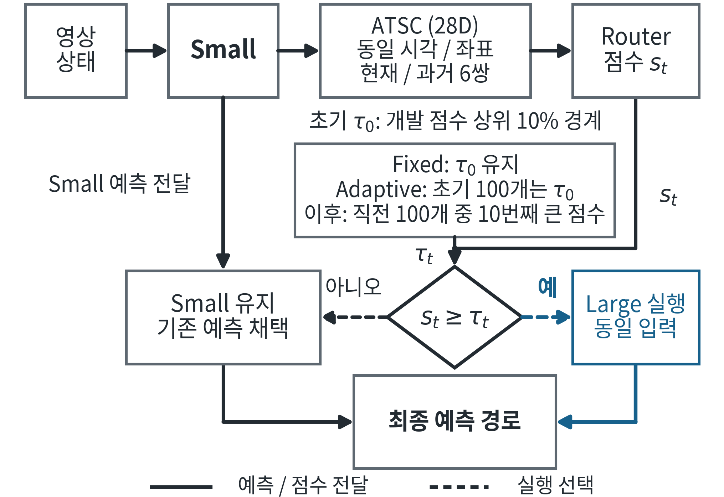 영상
상태
Small
ATSC (28D)
동일 시각 / 좌표
현재 / 과거 6쌍
Router
점수 s_t
초기 τ₀: 개발 점수 상위 10% 경계
Fixed: τ₀ 유지
Adaptive: 초기 100개는 τ₀
이후: 직전 100개 중 10번째 큰 점수
Small 예측 전달
s_t
τ_t
아니오
예
Small 유지
기존 예측 채택
s_t ≥ τ_t
Large 실행
동일 입력
최종 예측 경로
예측 / 점수 전달
실행 선택